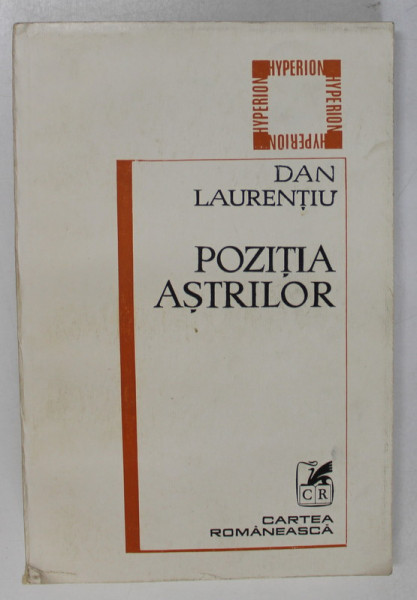 HYPERION
HYPERION
HYPERION
HYPERION
DAN
LAURENȚIU
POZIȚIA
AȘTRILOR
CR
CARTEA
ROMÂNEASCĂ